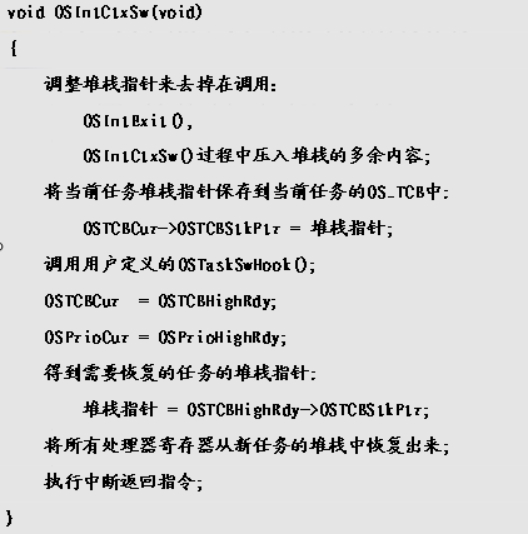 void OSIntCtxSw(void)
{
调整堆栈指针来去掉在调用:
OSIntExit(),
OSIntCtxSw()过程中压入堆栈的多余内容;
将当前任务堆栈指针保存到当前任务的OS_TCB中:
OSTCBCur->OSTCBStkPtr = 堆栈指针;
调用用户定义的OSTaskSwHook();
OSTCBCur = OSTCBHighRdy;
OSPrioCur = OSPrioHighRdy;
得到需要恢复的任务的堆栈指针:
堆栈指针 = OSTCBHighRdy->OSTCBStkPtr;
将所有处理器寄存器从新任务的堆栈中恢复出来;
执行中断返回指令;
}